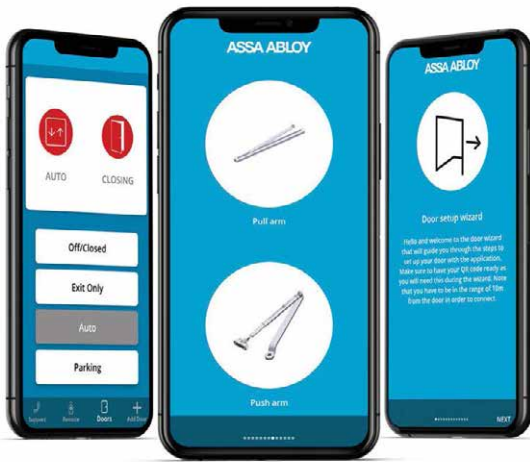 AUTO
CLOSING
Off/Closed
Exit Only
Auto
Parking
Support
Remote
Doors
Add Door
ASSA ABLOY
Pull arm
Push arm
ASSA ABLOY
Door setup wizard
Hello and welcome to the door wizard
that will guide you through the steps to
set up your door with the application.
Make sure to have your QR code ready as
you will need this during the wizard. Note
that you have to be in the range of 10m
from the door in order to connect.
NEXT